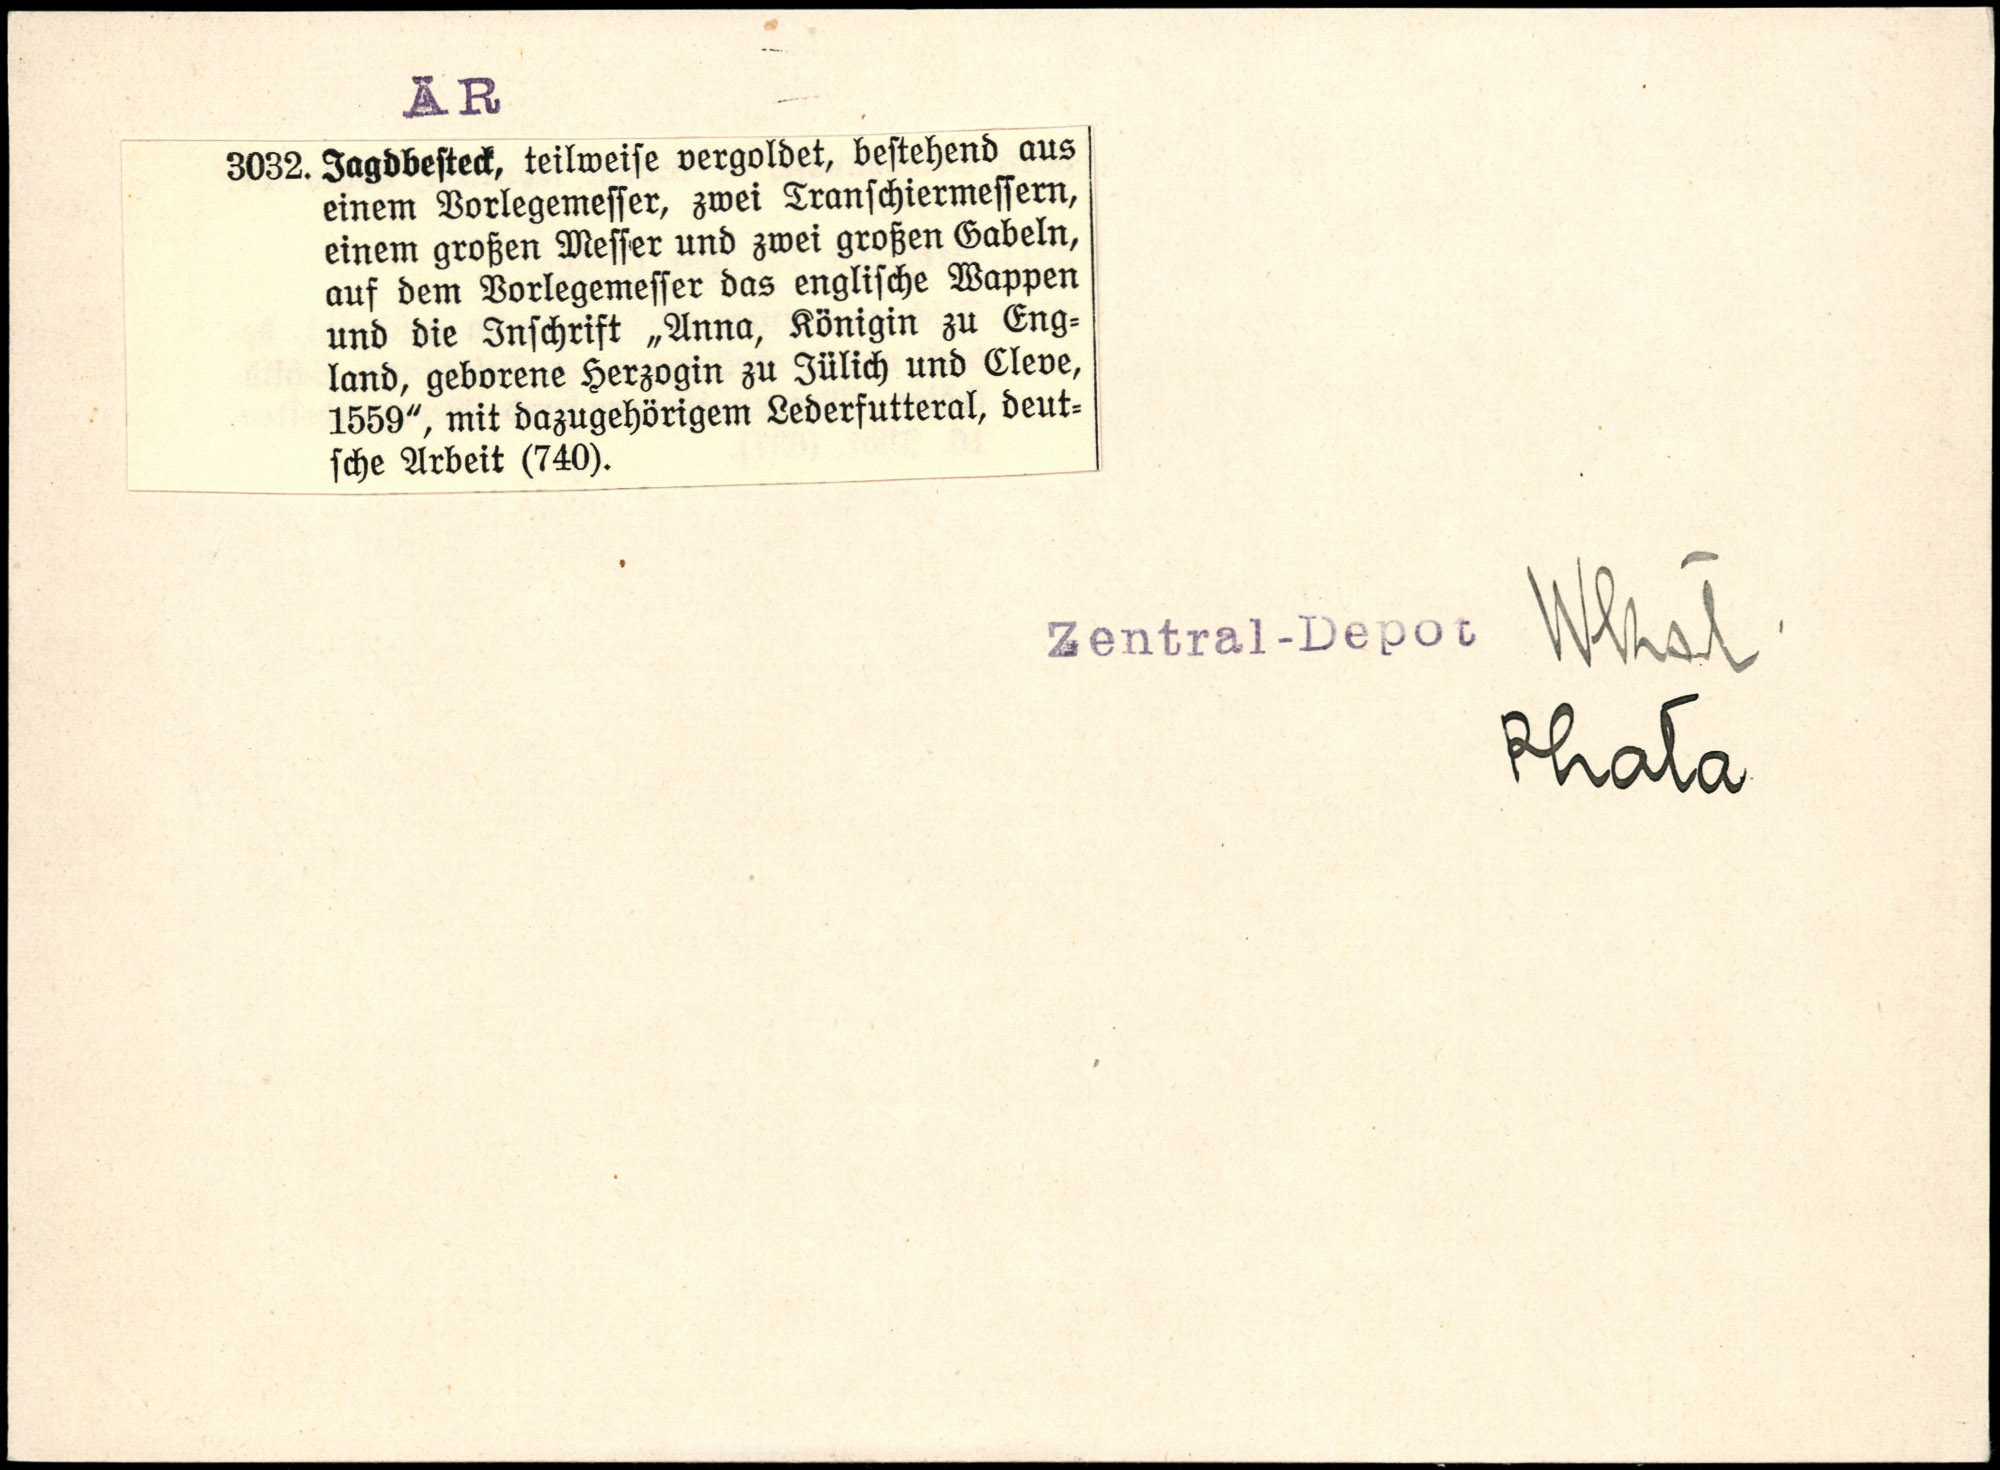 ÄR
3032. Jagdbesteck, teilweise vergoldet, bestehend aus
einem Vorlegemesser, zwei Transchiermessern,
einem großen Messer und zwei großen Gabeln,
auf dem Vorlegemesser das englische Wappen
und die Inschrift „Anna, Königin zu Eng-
land, geborene Herzogin zu Jülich und Cleve,
1559“, mit dazugehörigem Lederfutteral, deut-
sche Arbeit (740).
Zentral-Depot
Photo